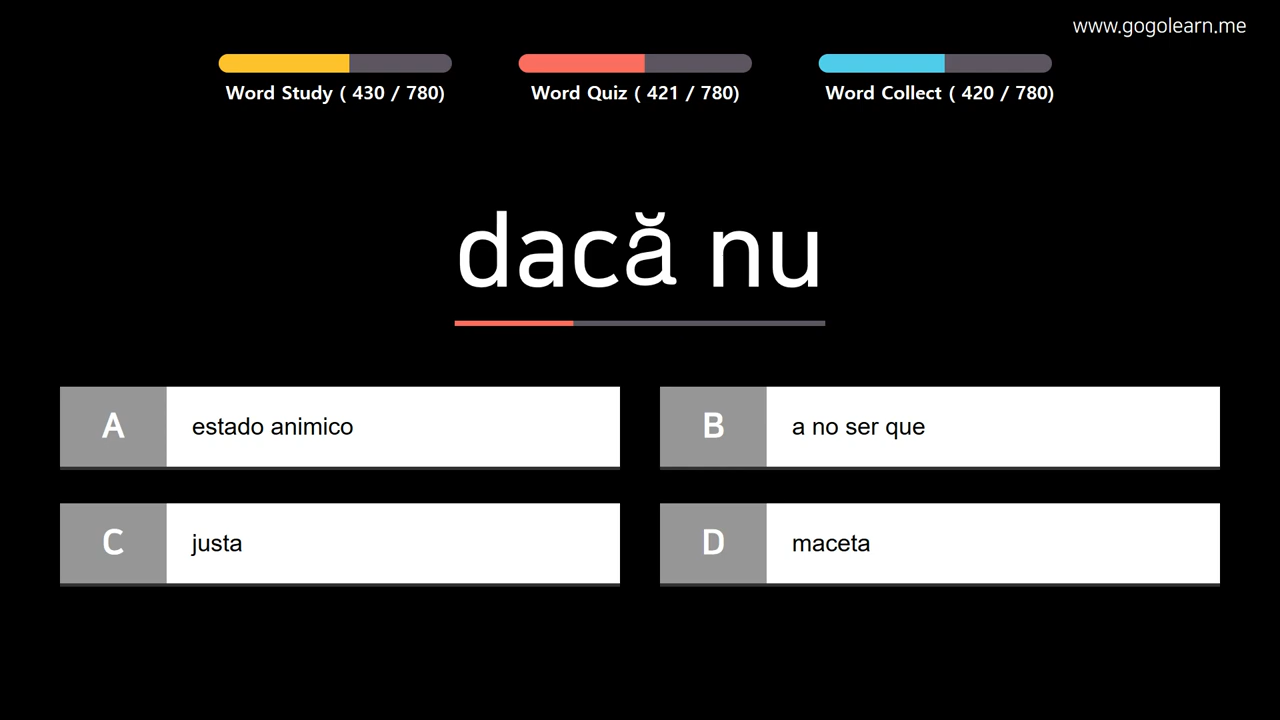 www.gogolearn.me
Word Study ( 430 / 780)
Word Quiz ( 421 / 780)
Word Collect ( 420 / 780)
dacă nu
A
estado animico
B
a no ser que
C
justa
D
maceta